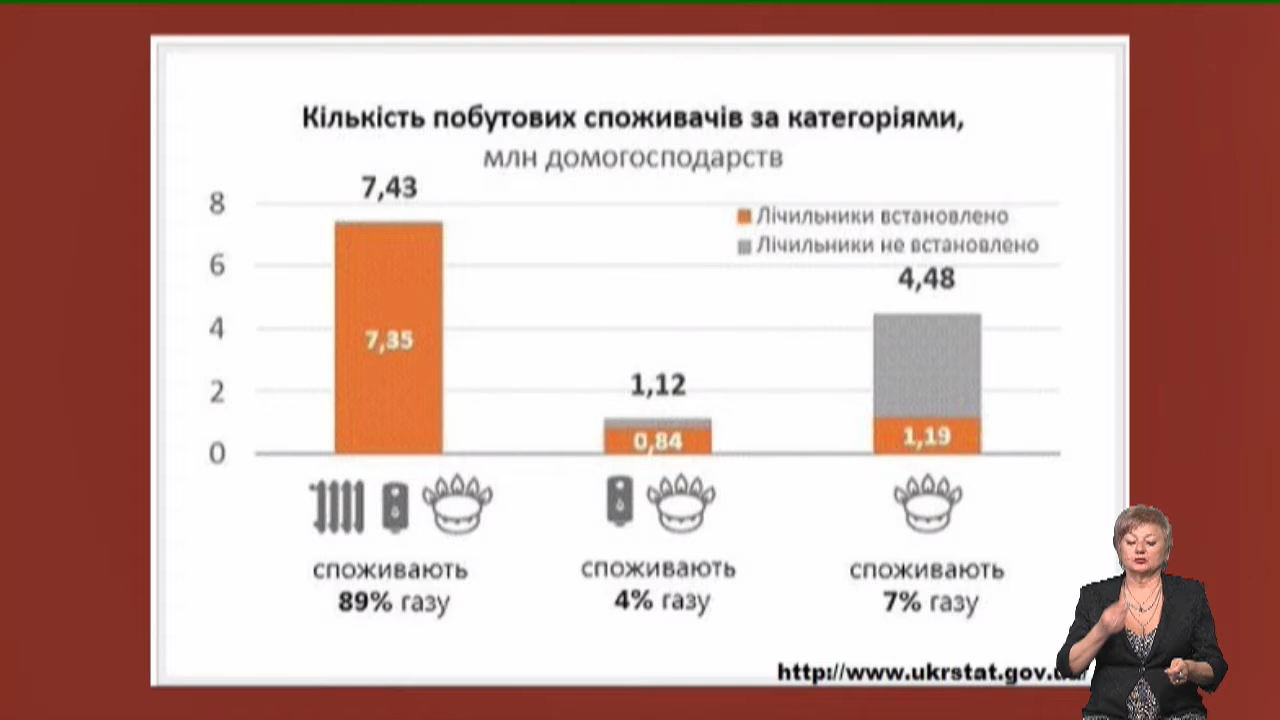 Кількість побутових споживачів за категоріями,
млн домогосподарств
7,43
8
Лічильники встановлено
Лічильники не встановлено
6
4,48
4
7,35
1,12
2
0,84
1,19
0
споживають
89% газу
споживають
4% газу
споживають
7% газу
http://www.ukrstat.gov.